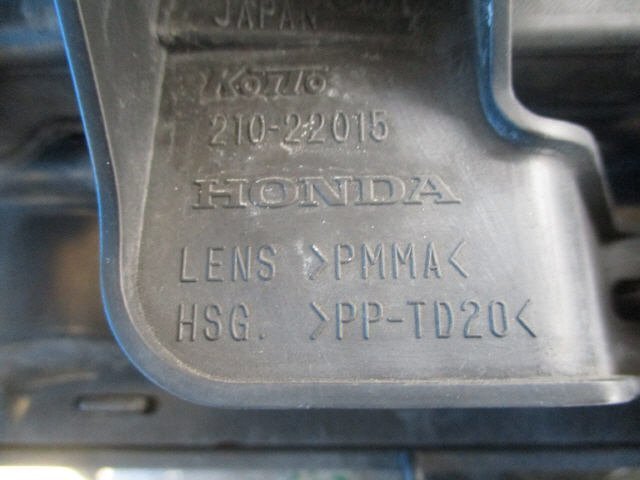 JAPAN
KOITO
210-22015
HONDA
LENS >PMMA<
HSG. >PP-TD20<